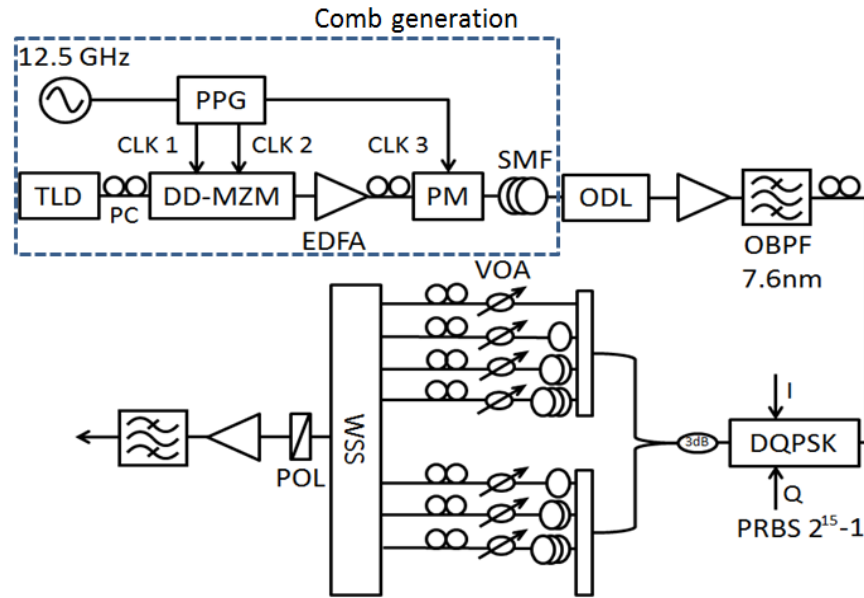 Comb generation
12.5 GHz
PPG
CLK 1
CLK 2
CLK 3
SMF
TLD
PC
DD-MZM
EDFA
PM
ODL
OBPF
7.6nm
VOA
WSS
POL
3dB
I
DQPSK
Q
PRBS 2¹⁵-1